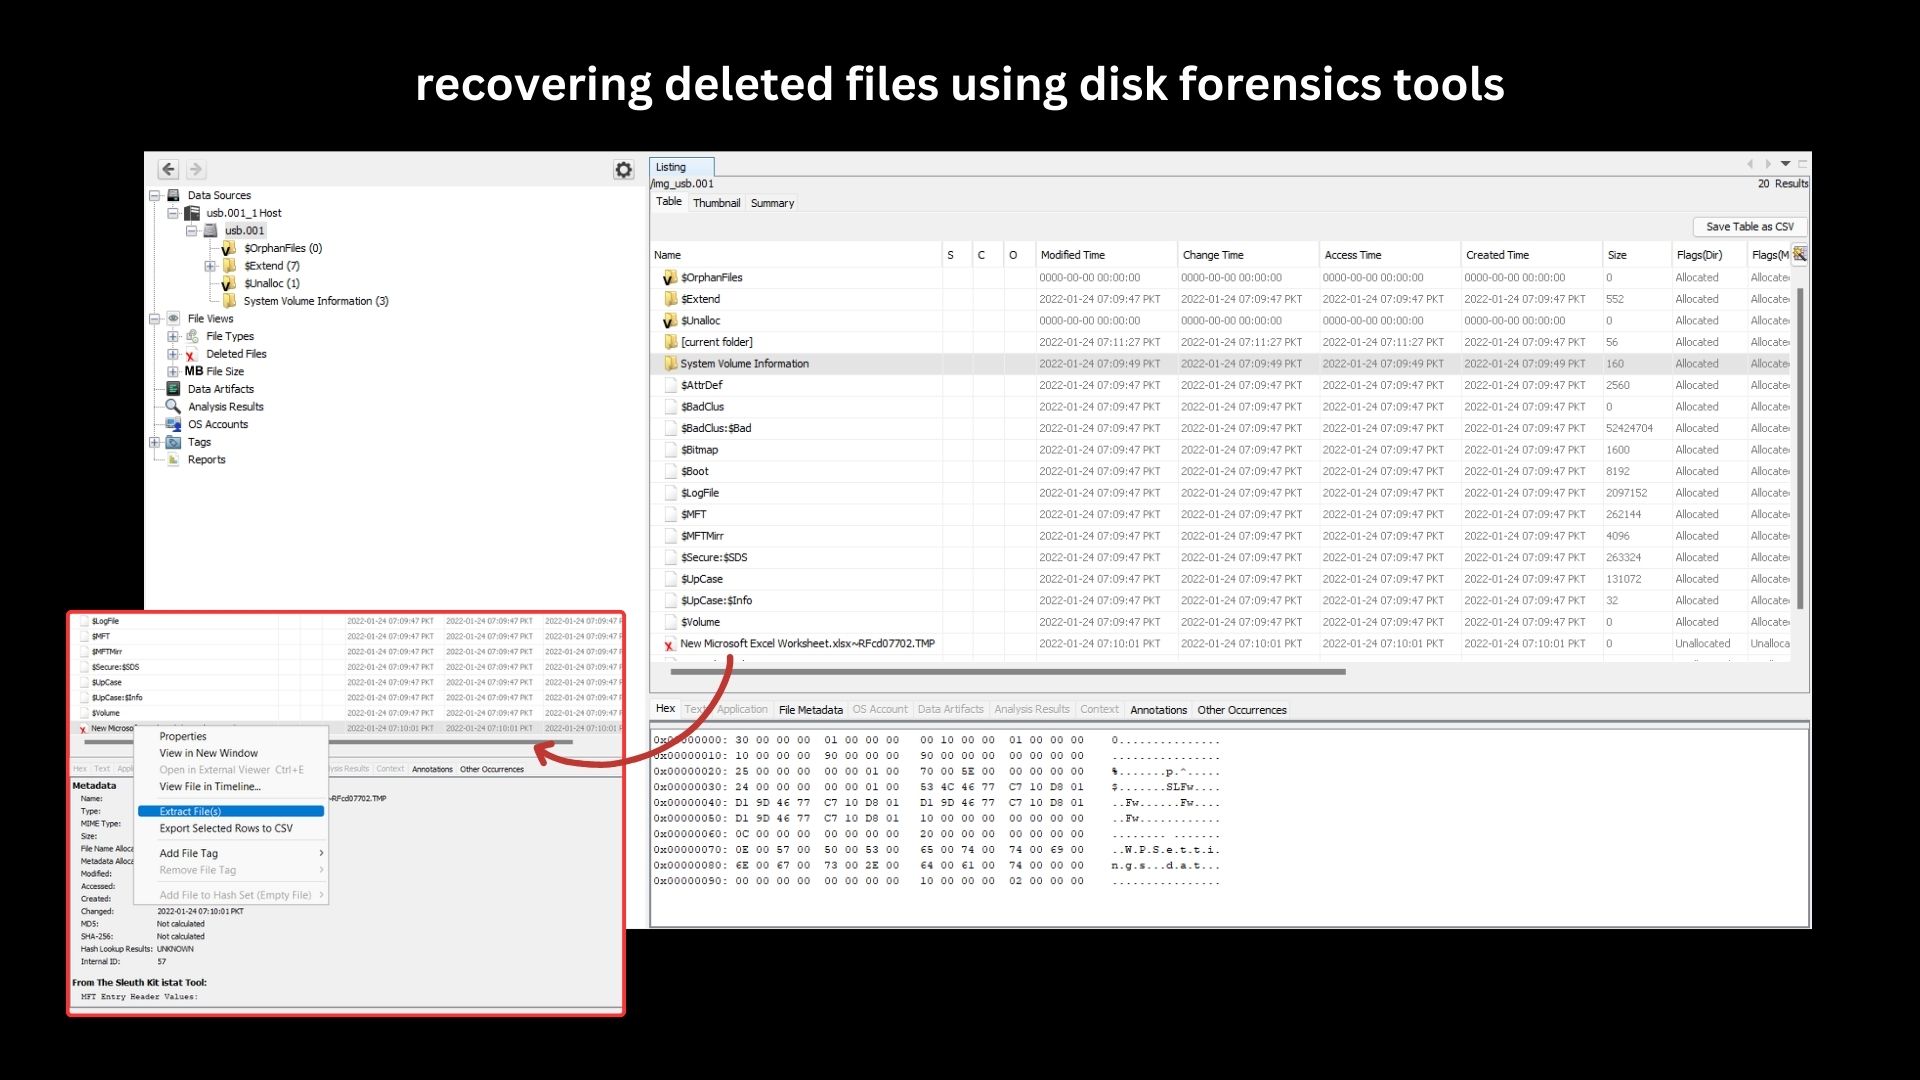 recovering deleted files using disk forensics tools
Data Sources
usb.001_1 Host
usb.001
$OrphanFiles (0)
$Extend (7)
$Unalloc (1)
System Volume Information (3)
File Views
File Types
Deleted Files
MB File Size
Data Artifacts
Analysis Results
OS Accounts
Tags
Reports
Listing
/img_usb.001
20 Results
Table Thumbnail Summary
Save Table as CSV
Name S C O Modified Time Change Time Access Time Created Time Size Flags(Dir) Flags(M
$OrphanFiles 0000-00-00 00:00:00 0000-00-00 00:00:00 0000-00-00 00:00:00 0000-00-00 00:00:00 0 Allocated Allocate
$Extend 2022-01-24 07:09:47 PKT 2022-01-24 07:09:47 PKT 2022-01-24 07:09:47 PKT 2022-01-24 07:09:47 PKT 552 Allocated Allocate
$Unalloc 0000-00-00 00:00:00 0000-00-00 00:00:00 0000-00-00 00:00:00 0000-00-00 00:00:00 0 Allocated Allocate
[current folder] 2022-01-24 07:11:27 PKT 2022-01-24 07:11:27 PKT 2022-01-24 07:11:27 PKT 2022-01-24 07:09:47 PKT 56 Allocated Allocate
System Volume Information 2022-01-24 07:09:49 PKT 2022-01-24 07:09:49 PKT 2022-01-24 07:09:49 PKT 2022-01-24 07:09:49 PKT 160 Allocated Allocate
$AttrDef 2022-01-24 07:09:47 PKT 2022-01-24 07:09:47 PKT 2022-01-24 07:09:47 PKT 2022-01-24 07:09:47 PKT 2560 Allocated Allocate
$BadClus 2022-01-24 07:09:47 PKT 2022-01-24 07:09:47 PKT 2022-01-24 07:09:47 PKT 2022-01-24 07:09:47 PKT 0 Allocated Allocate
$BadClus:$Bad 2022-01-24 07:09:47 PKT 2022-01-24 07:09:47 PKT 2022-01-24 07:09:47 PKT 2022-01-24 07:09:47 PKT 52424704 Allocated Allocate
$Bitmap 2022-01-24 07:09:47 PKT 2022-01-24 07:09:47 PKT 2022-01-24 07:09:47 PKT 2022-01-24 07:09:47 PKT 1600 Allocated Allocate
$Boot 2022-01-24 07:09:47 PKT 2022-01-24 07:09:47 PKT 2022-01-24 07:09:47 PKT 2022-01-24 07:09:47 PKT 8192 Allocated Allocate
$LogFile 2022-01-24 07:09:47 PKT 2022-01-24 07:09:47 PKT 2022-01-24 07:09:47 PKT 2022-01-24 07:09:47 PKT 2097152 Allocated Allocate
$MFT 2022-01-24 07:09:47 PKT 2022-01-24 07:09:47 PKT 2022-01-24 07:09:47 PKT 2022-01-24 07:09:47 PKT 262144 Allocated Allocate
$MFTMirr 2022-01-24 07:09:47 PKT 2022-01-24 07:09:47 PKT 2022-01-24 07:09:47 PKT 2022-01-24 07:09:47 PKT 4096 Allocated Allocate
$Secure:$SDS 2022-01-24 07:09:47 PKT 2022-01-24 07:09:47 PKT 2022-01-24 07:09:47 PKT 2022-01-24 07:09:47 PKT 263324 Allocated Allocate
$UpCase 2022-01-24 07:09:47 PKT 2022-01-24 07:09:47 PKT 2022-01-24 07:09:47 PKT 2022-01-24 07:09:47 PKT 131072 Allocated Allocate
$UpCase:$Info 2022-01-24 07:09:47 PKT 2022-01-24 07:09:47 PKT 2022-01-24 07:09:47 PKT 2022-01-24 07:09:47 PKT 32 Allocated Allocate
$Volume 2022-01-24 07:09:47 PKT 2022-01-24 07:09:47 PKT 2022-01-24 07:09:47 PKT 2022-01-24 07:09:47 PKT 0 Allocated Allocate
New Microsoft Excel Worksheet.xlsx~RFcd07702.TMP 2022-01-24 07:10:01 PKT 2022-01-24 07:10:01 PKT 2022-01-24 07:10:01 PKT 2022-01-24 07:10:01 PKT 0 Unallocated Unalloca
Hex Text Application File Metadata OS Account Data Artifacts Analysis Results Context Annotations Other Occurrences
0x00000000: 30 00 00 00 01 00 00 00 00 10 00 00 01 00 00 00 0...............
0x00000010: 10 00 00 00 90 00 00 00 90 00 00 00 00 00 00 00 ................
0x00000020: 25 00 00 00 00 00 01 00 70 00 5E 00 00 00 00 00 %.......p.^.....
0x00000030: 24 00 00 00 00 00 01 00 53 4C 46 77 C7 10 D8 01 $.......SLFw....
0x00000040: D1 9D 46 77 C7 10 D8 01 D1 9D 46 77 C7 10 D8 01 ..Fw......Fw....
0x00000050: D1 9D 46 77 C7 10 D8 01 10 00 00 00 00 00 00 00 ..Fw............
0x00000060: 0C 00 00 00 00 00 00 00 20 00 00 00 00 00 00 00 ........ .......
0x00000070: 0E 00 57 00 50 00 53 00 65 00 74 00 74 00 69 00 ..W.P.S.e.t.t.i.
0x00000080: 6E 00 67 00 73 00 2E 00 64 00 61 00 74 00 00 00 n.g.s...d.a.t...
0x00000090: 00 00 00 00 00 00 00 00 10 00 00 00 02 00 00 00 ................
$LogFile 2022-01-24 07:09:47 PKT 2022-01-24 07:09:47 PKT 2022-01-24 07:09:47 P
$MFT 2022-01-24 07:09:47 PKT 2022-01-24 07:09:47 PKT 2022-01-24 07:09:47 P
$MFTMirr 2022-01-24 07:09:47 PKT 2022-01-24 07:09:47 PKT 2022-01-24 07:09:47 P
$Secure:$SDS 2022-01-24 07:09:47 PKT 2022-01-24 07:09:47 PKT 2022-01-24 07:09:47 P
$UpCase 2022-01-24 07:09:47 PKT 2022-01-24 07:09:47 PKT 2022-01-24 07:09:47 P
$UpCase:$Info 2022-01-24 07:09:47 PKT 2022-01-24 07:09:47 PKT 2022-01-24 07:09:47 P
$Volume 2022-01-24 07:09:47 PKT 2022-01-24 07:09:47 PKT 2022-01-24 07:09:47 P
New Microso 2022-01-24 07:10:01 PKT 2022-01-24 07:10:01 PKT 2022-01-24 07:10:01 P
Properties
View in New Window
Open in External Viewer Ctrl+E
View File in Timeline...
Extract File(s)
Export Selected Rows to CSV
Add File Tag
Remove File Tag
Add File to Hash Set (Empty File)
Hex Text Appl ysis Results Context Annotations Other Occurrences
Metadata
Name: ~RFcd07702.TMP
Type:
MIME Type:
Size:
File Name Alloca
Metadata Alloca
Modified:
Accessed:
Created:
Changed: 2022-01-24 07:10:01 PKT
MD5: Not calculated
SHA-256: Not calculated
Hash Lookup Results: UNKNOWN
Internal ID: 57
From The Sleuth Kit istat Tool:
MFT Entry Header Values: